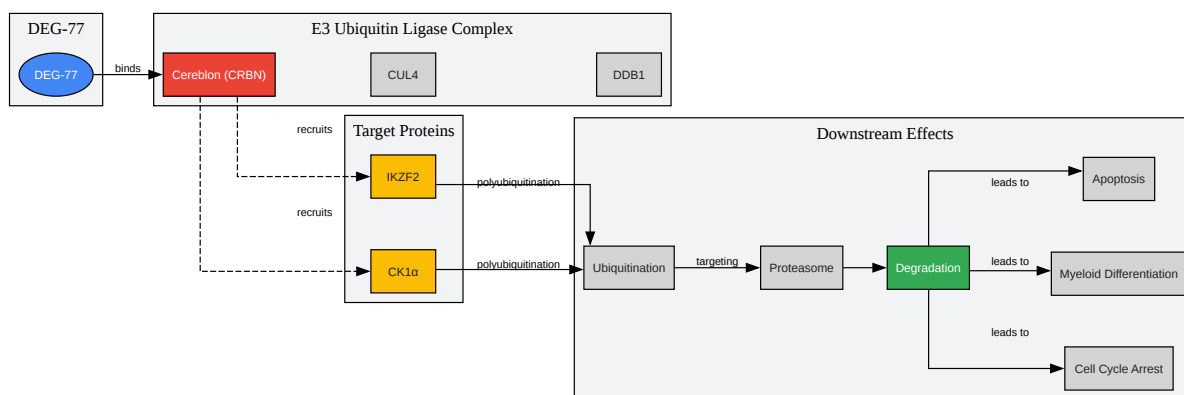 DEG-77
E3 Ubiquitin Ligase Complex
DEG-77
binds
Cereblon (CRBN)
CUL4
DDB1
recruits
Target Proteins
Downstream Effects
IKZF2
polyubiquitination
leads to
Apoptosis
recruits
CK1α
polyubiquitination
Ubiquitination
targeting
Proteasome
Degradation
leads to
Myeloid Differentiation
leads to
Cell Cycle Arrest